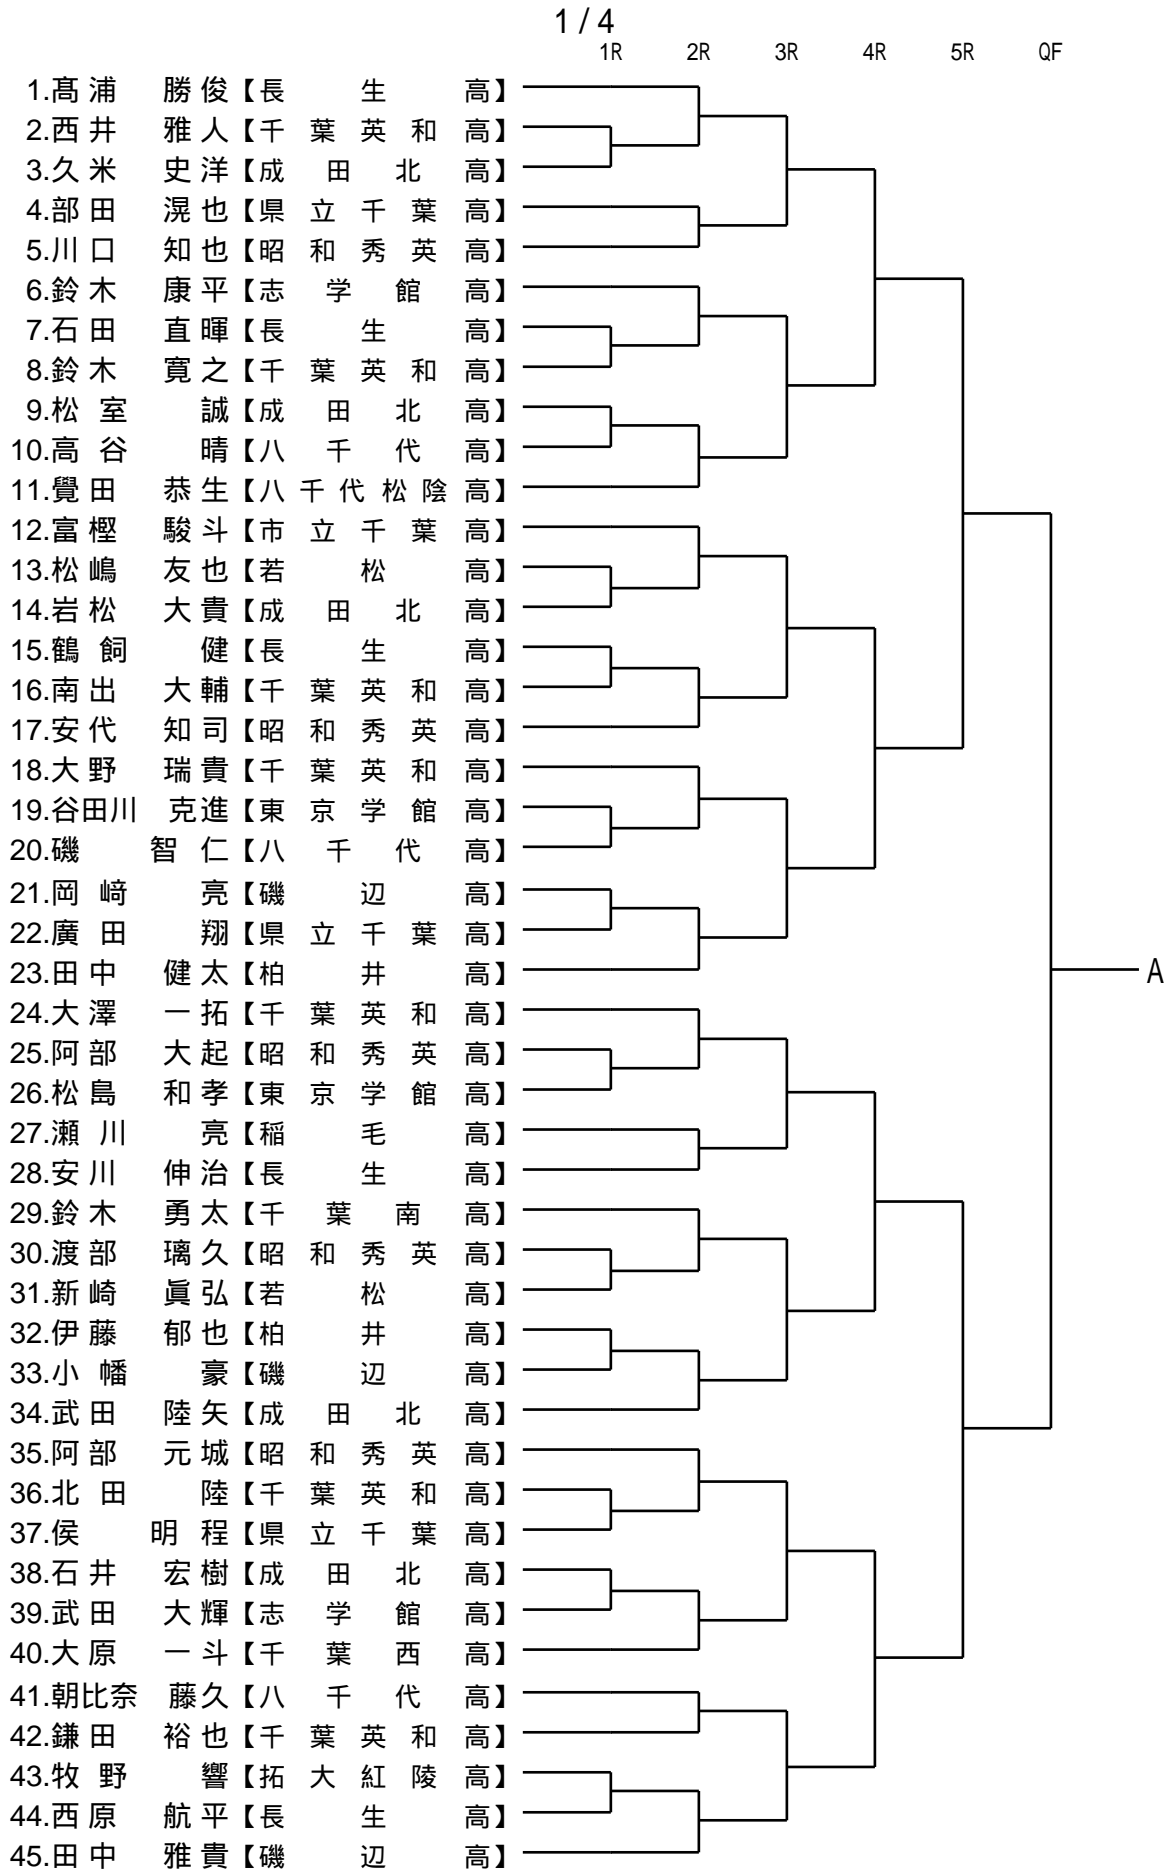 1 / 4
1R 2R 3R 4R 5R QF
1.髙浦 勝俊【長生高】
2.西井 雅人【千葉英和高】
3.久米 史洋【成田北高】
4.部田 滉也【県立千葉高】
5.川口 知也【昭和秀英高】
6.鈴木 康平【志学館高】
7.石田 直暉【長生高】
8.鈴木 寛之【千葉英和高】
9.松室 誠【成田北高】
10.高谷 晴【八千代高】
11.覺田 恭生【八千代松陰高】
12.富樫 駿斗【市立千葉高】
13.松嶋 友也【若松高】
14.岩松 大貴【成田北高】
15.鶴飼 健【長生高】
16.南出 大輔【千葉英和高】
17.安代 知司【昭和秀英高】
18.大野 瑞貴【千葉英和高】
19.谷田川 克進【東京学館高】
20.磯 智仁【八千代高】
21.岡﨑 亮【磯辺高】
22.廣田 翔【県立千葉高】
23.田中 健太【柏井高】
A
24.大澤 一拓【千葉英和高】
25.阿部 大起【昭和秀英高】
26.松島 和孝【東京学館高】
27.瀬川 亮【稲毛高】
28.安川 伸治【長生高】
29.鈴木 勇太【千葉南高】
30.渡部 璃久【昭和秀英高】
31.新崎 眞弘【若松高】
32.伊藤 郁也【柏井高】
33.小幡 豪【磯辺高】
34.武田 陸矢【成田北高】
35.阿部 元城【昭和秀英高】
36.北田 陸【千葉英和高】
37.侯 明程【県立千葉高】
38.石井 宏樹【成田北高】
39.武田 大輝【志学館高】
40.大原 一斗【千葉西高】
41.朝比奈 藤久【八千代高】
42.鎌田 裕也【千葉英和高】
43.牧野 響【拓大紅陵高】
44.西原 航平【長生高】
45.田中 雅貴【磯辺高】